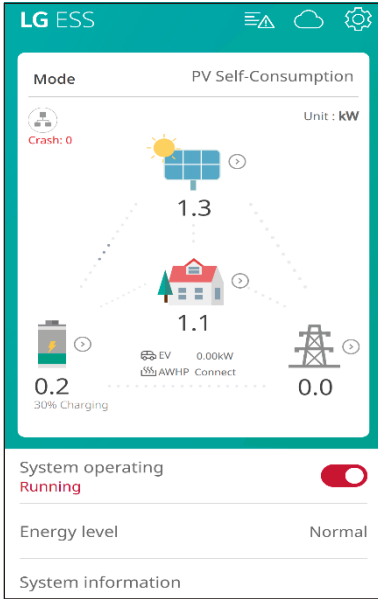 LG ESS
Mode PV Self-Consumption
Unit : kW
Crash: 0
1.3
1.1
EV 0.00kW
AWHP Connect
0.2
30% Charging
0.0
System operating
Running
Energy level Normal
System information